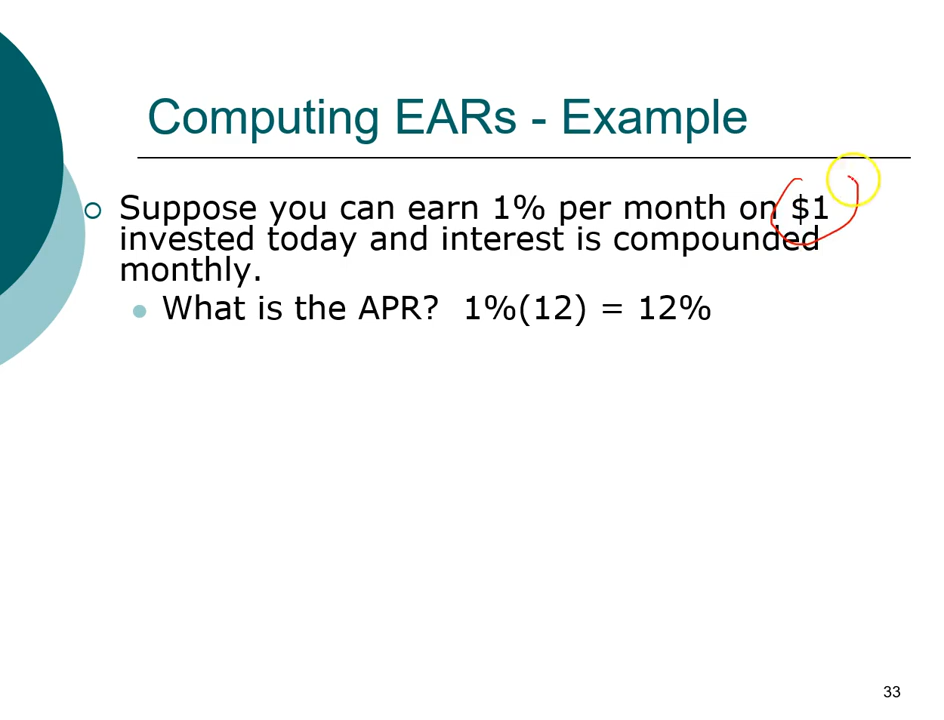 Computing EARs - Example
Suppose you can earn 1% per month on $1
invested today and interest is compounded
monthly.
What is the APR?  1%(12) = 12%
33